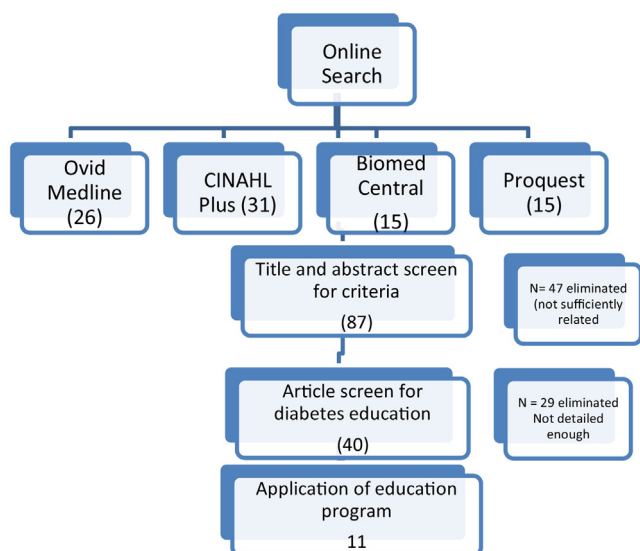 Online
Search
Ovid
Medline
(26)
CINAHL
Plus (31)
Biomed
Central
(15)
Proquest
(15)
Title and abstract screen
for criteria
(87)
N= 47 eliminated
(not sufficiently
related
Article screen for
diabetes education
(40)
N = 29 eliminated
Not detailed
enough
Application of education
program
11